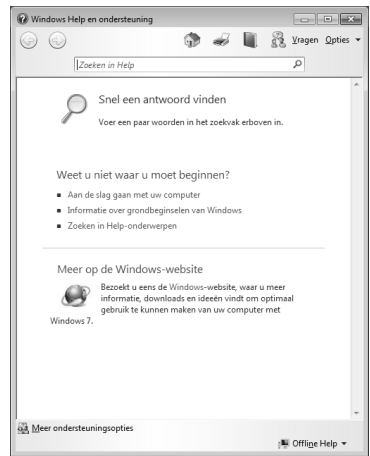 Windows Help en ondersteuning
Vragen Opties
Zoeken in Help
Snel een antwoord vinden
Voer een paar woorden in het zoekvak erboven in.
Weet u niet waar u moet beginnen?
Aan de slag gaan met uw computer
Informatie over grondbeginselen van Windows
Zoeken in Help-onderwerpen
Meer op de Windows-website
Bezoekt u eens de Windows-website, waar u meer
informatie, downloads en ideeën vindt om optimaal
gebruik te kunnen maken van uw computer met
Windows 7.
Meer ondersteuningsopties
Offline Help